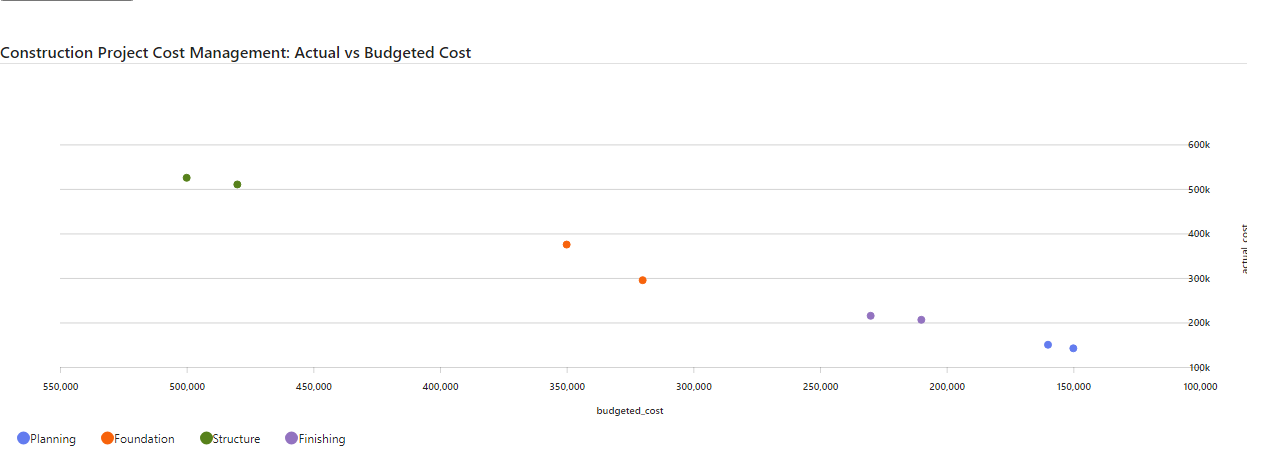 Construction Project Cost Management: Actual vs Budgeted Cost
600k
500k
400k
300k
200k
100k
actual_cost
550,000 500,000 450,000 400,000 350,000 300,000 250,000 200,000 150,000 100,000
budgeted_cost
Planning Foundation Structure Finishing